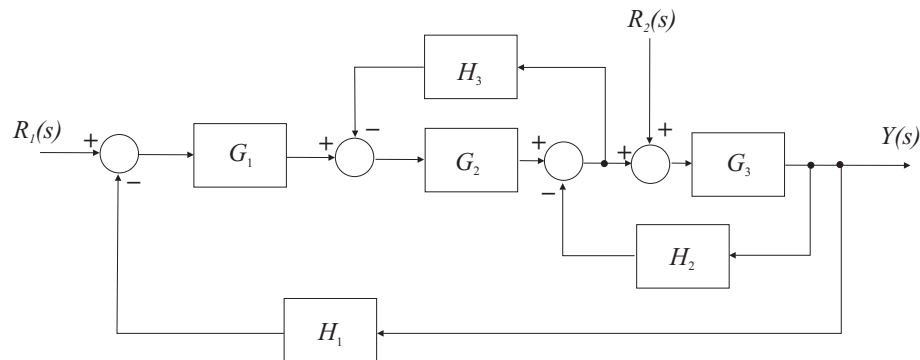 R₂(s)
H₃
R₁(s)
+
−
+
+
+
+
Y(s)
G₁
G₂
G₃
−
−
H₂
H₁